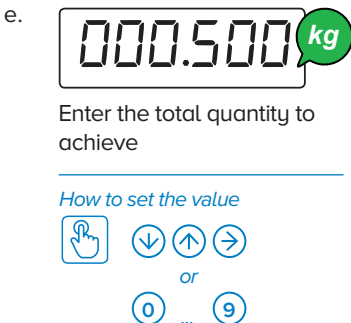 e.
000.500 kg
Enter the total quantity to
achieve
How to set the value
or
0 ... 9